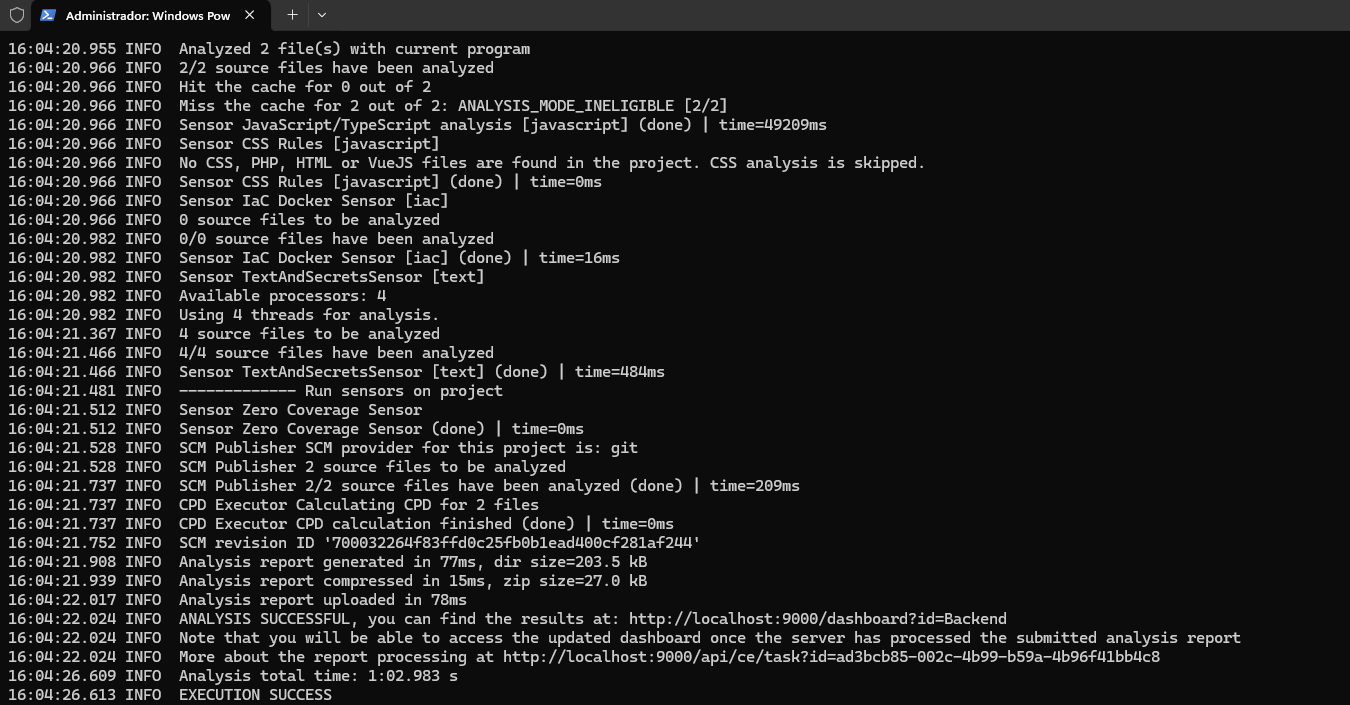 Administrador: Windows Pow
16:04:20.955 INFO  Analyzed 2 file(s) with current program
16:04:20.966 INFO  2/2 source files have been analyzed
16:04:20.966 INFO  Hit the cache for 0 out of 2
16:04:20.966 INFO  Miss the cache for 2 out of 2: ANALYSIS_MODE_INELIGIBLE [2/2]
16:04:20.966 INFO  Sensor JavaScript/TypeScript analysis [javascript] (done) | time=49209ms
16:04:20.966 INFO  Sensor CSS Rules [javascript]
16:04:20.966 INFO  No CSS, PHP, HTML or VueJS files are found in the project. CSS analysis is skipped.
16:04:20.966 INFO  Sensor CSS Rules [javascript] (done) | time=0ms
16:04:20.966 INFO  Sensor IaC Docker Sensor [iac]
16:04:20.966 INFO  0 source files to be analyzed
16:04:20.982 INFO  0/0 source files have been analyzed
16:04:20.982 INFO  Sensor IaC Docker Sensor [iac] (done) | time=16ms
16:04:20.982 INFO  Sensor TextAndSecretsSensor [text]
16:04:20.982 INFO  Available processors: 4
16:04:20.982 INFO  Using 4 threads for analysis.
16:04:21.367 INFO  4 source files to be analyzed
16:04:21.466 INFO  4/4 source files have been analyzed
16:04:21.466 INFO  Sensor TextAndSecretsSensor [text] (done) | time=484ms
16:04:21.481 INFO  ------------- Run sensors on project
16:04:21.512 INFO  Sensor Zero Coverage Sensor
16:04:21.512 INFO  Sensor Zero Coverage Sensor (done) | time=0ms
16:04:21.528 INFO  SCM Publisher SCM provider for this project is: git
16:04:21.528 INFO  SCM Publisher 2 source files to be analyzed
16:04:21.737 INFO  SCM Publisher 2/2 source files have been analyzed (done) | time=209ms
16:04:21.737 INFO  CPD Executor Calculating CPD for 2 files
16:04:21.737 INFO  CPD Executor CPD calculation finished (done) | time=0ms
16:04:21.752 INFO  SCM revision ID '700032264f83ffd0c25fb0b1ead400cf281af244'
16:04:21.908 INFO  Analysis report generated in 77ms, dir size=203.5 kB
16:04:21.939 INFO  Analysis report compressed in 15ms, zip size=27.0 kB
16:04:22.017 INFO  Analysis report uploaded in 78ms
16:04:22.024 INFO  ANALYSIS SUCCESSFUL, you can find the results at: http://localhost:9000/dashboard?id=Backend
16:04:22.024 INFO  Note that you will be able to access the updated dashboard once the server has processed the submitted analysis report
16:04:22.024 INFO  More about the report processing at http://localhost:9000/api/ce/task?id=ad3bcb85-002c-4b99-b59a-4b96f41bb4c8
16:04:26.609 INFO  Analysis total time: 1:02.983 s
16:04:26.613 INFO  EXECUTION SUCCESS